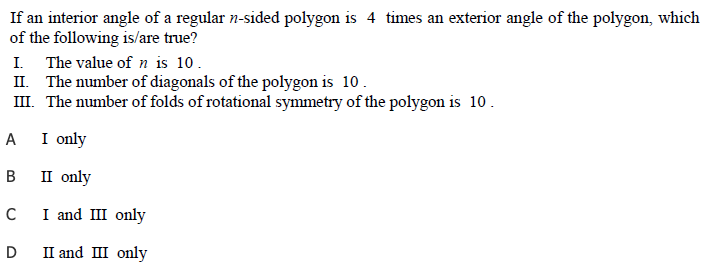 If an interior angle of a regular n-sided polygon is 4 times an exterior angle of the polygon, which
of the following is/are true?
I. The value of n is 10 .
II. The number of diagonals of the polygon is 10 .
III. The number of folds of rotational symmetry of the polygon is 10 .
A I only
B II only
C I and III only
D II and III only